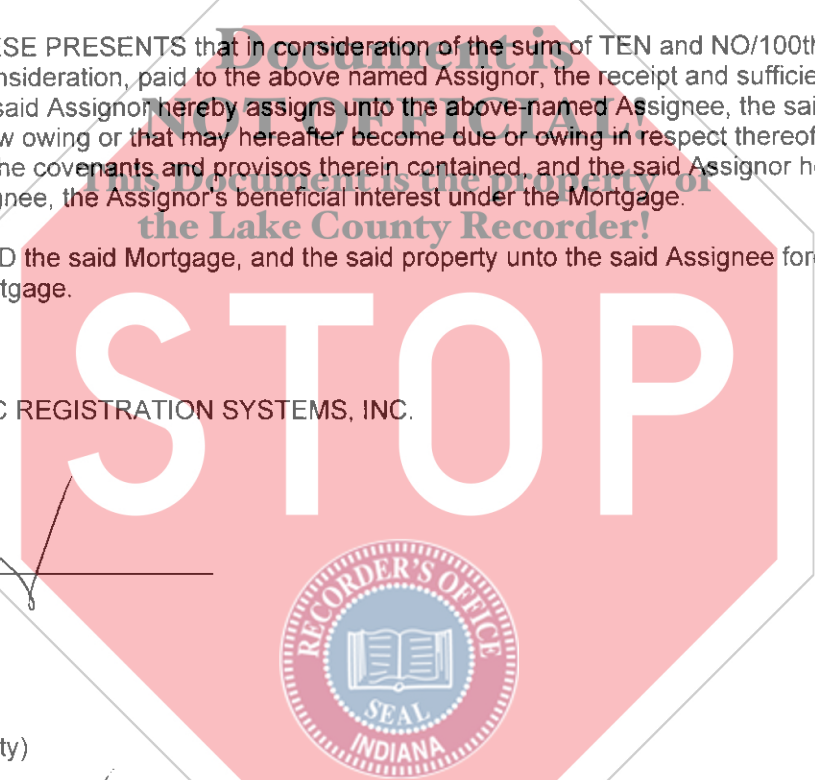 Document is
ESE PRESENTS that in consideration of the sum of TEN and NO/100th
nsideration, paid to the above named Assignor, the receipt and sufficie
said Assignor hereby assigns unto the above-named Assignee, the sai
NOT OFFICIAL!
w owing or that may hereafter become due or owing in respect thereof
he covenants and provisos therein contained, and the said Assignor he
This Document is the property of
gnee, the Assignor's beneficial interest under the Mortgage.
the Lake County Recorder!
D the said Mortgage, and the said property unto the said Assignee fore
tgage.
STOP
C REGISTRATION SYSTEMS, INC.
RECORDER'S OFFICE
SEAL
INDIANA
ty)